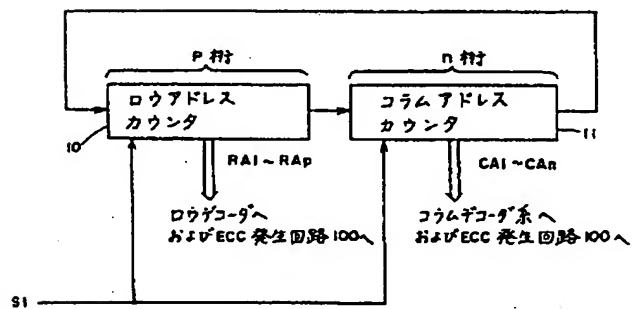 P 桁
n 桁
ロウアドレス
カウンタ
コラムアドレス
カウンタ
10
11
RA1~RAp
CA1~CAn
ロウデコーダへ
およびECC発生回路100へ
コラムデコーダ系へ
およびECC発生回路100へ
S1